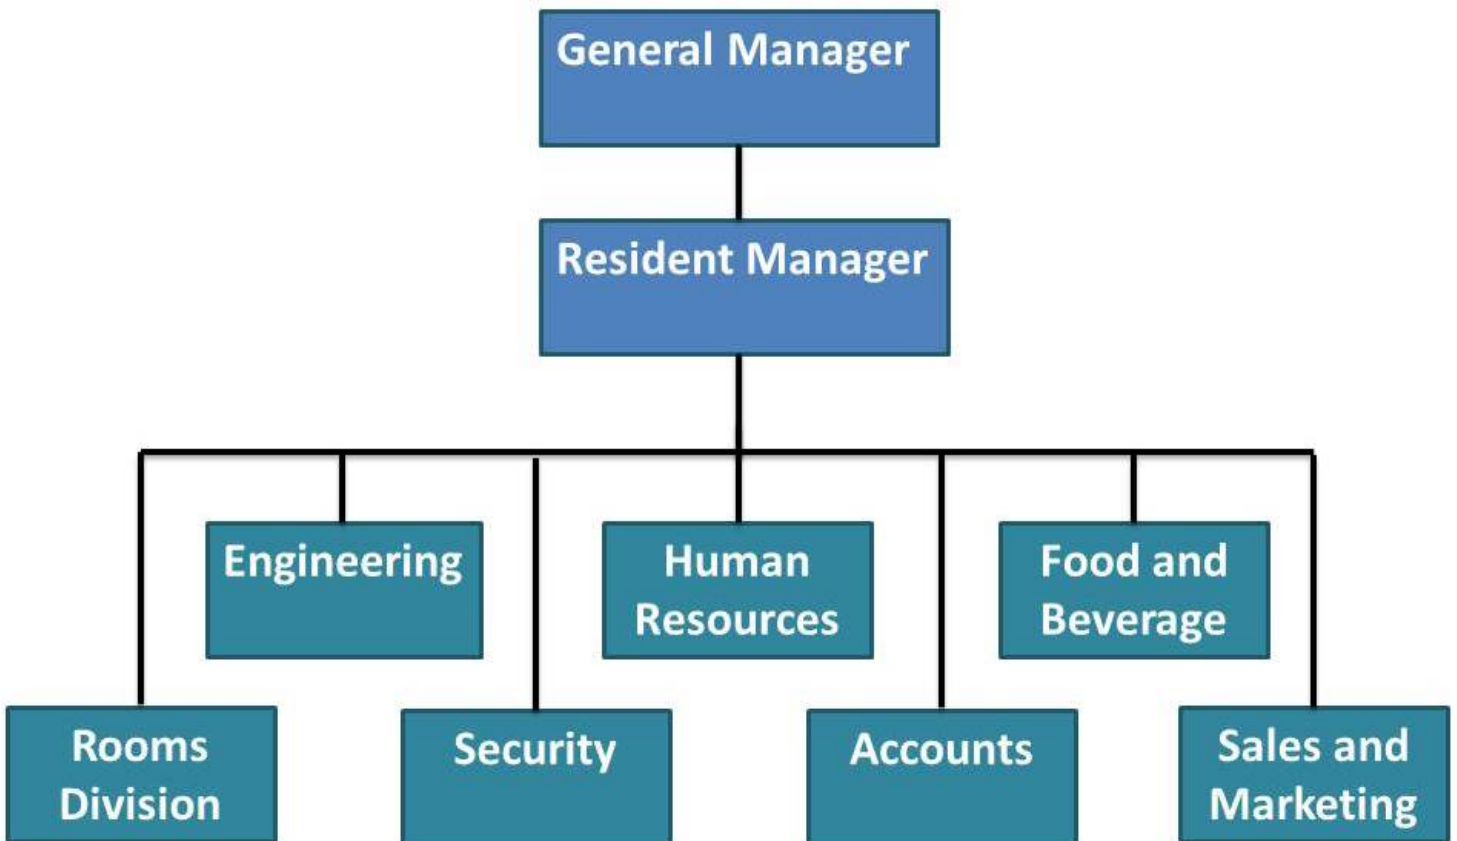 General Manager
Resident Manager
Engineering
Human
Resources
Food and
Beverage
Rooms
Division
Security
Accounts
Sales and
Marketing